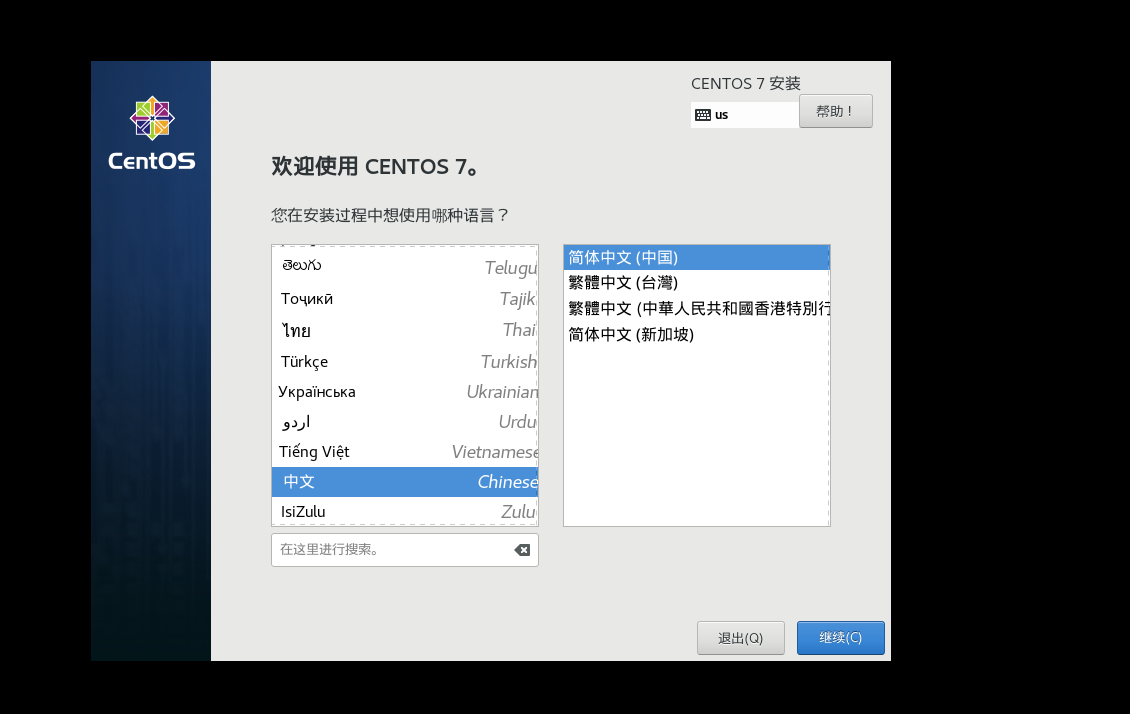 CentOS
CENTOS 7 安装
us
帮助！
欢迎使用 CENTOS 7。
您在安装过程中想使用哪种语言？
తెలుగు Telugu
Тоҷикӣ Tajik
ไทย Thai
Türkçe Turkish
Українська Ukrainian
اردو Urdu
Tiếng Việt Vietnamese
中文 Chinese
IsiZulu Zulu
简体中文 (中国)
繁體中文 (台灣)
繁體中文 (中華人民共和國香港特別行
简体中文 (新加坡)
在这里进行搜索。
退出(Q)
继续(C)